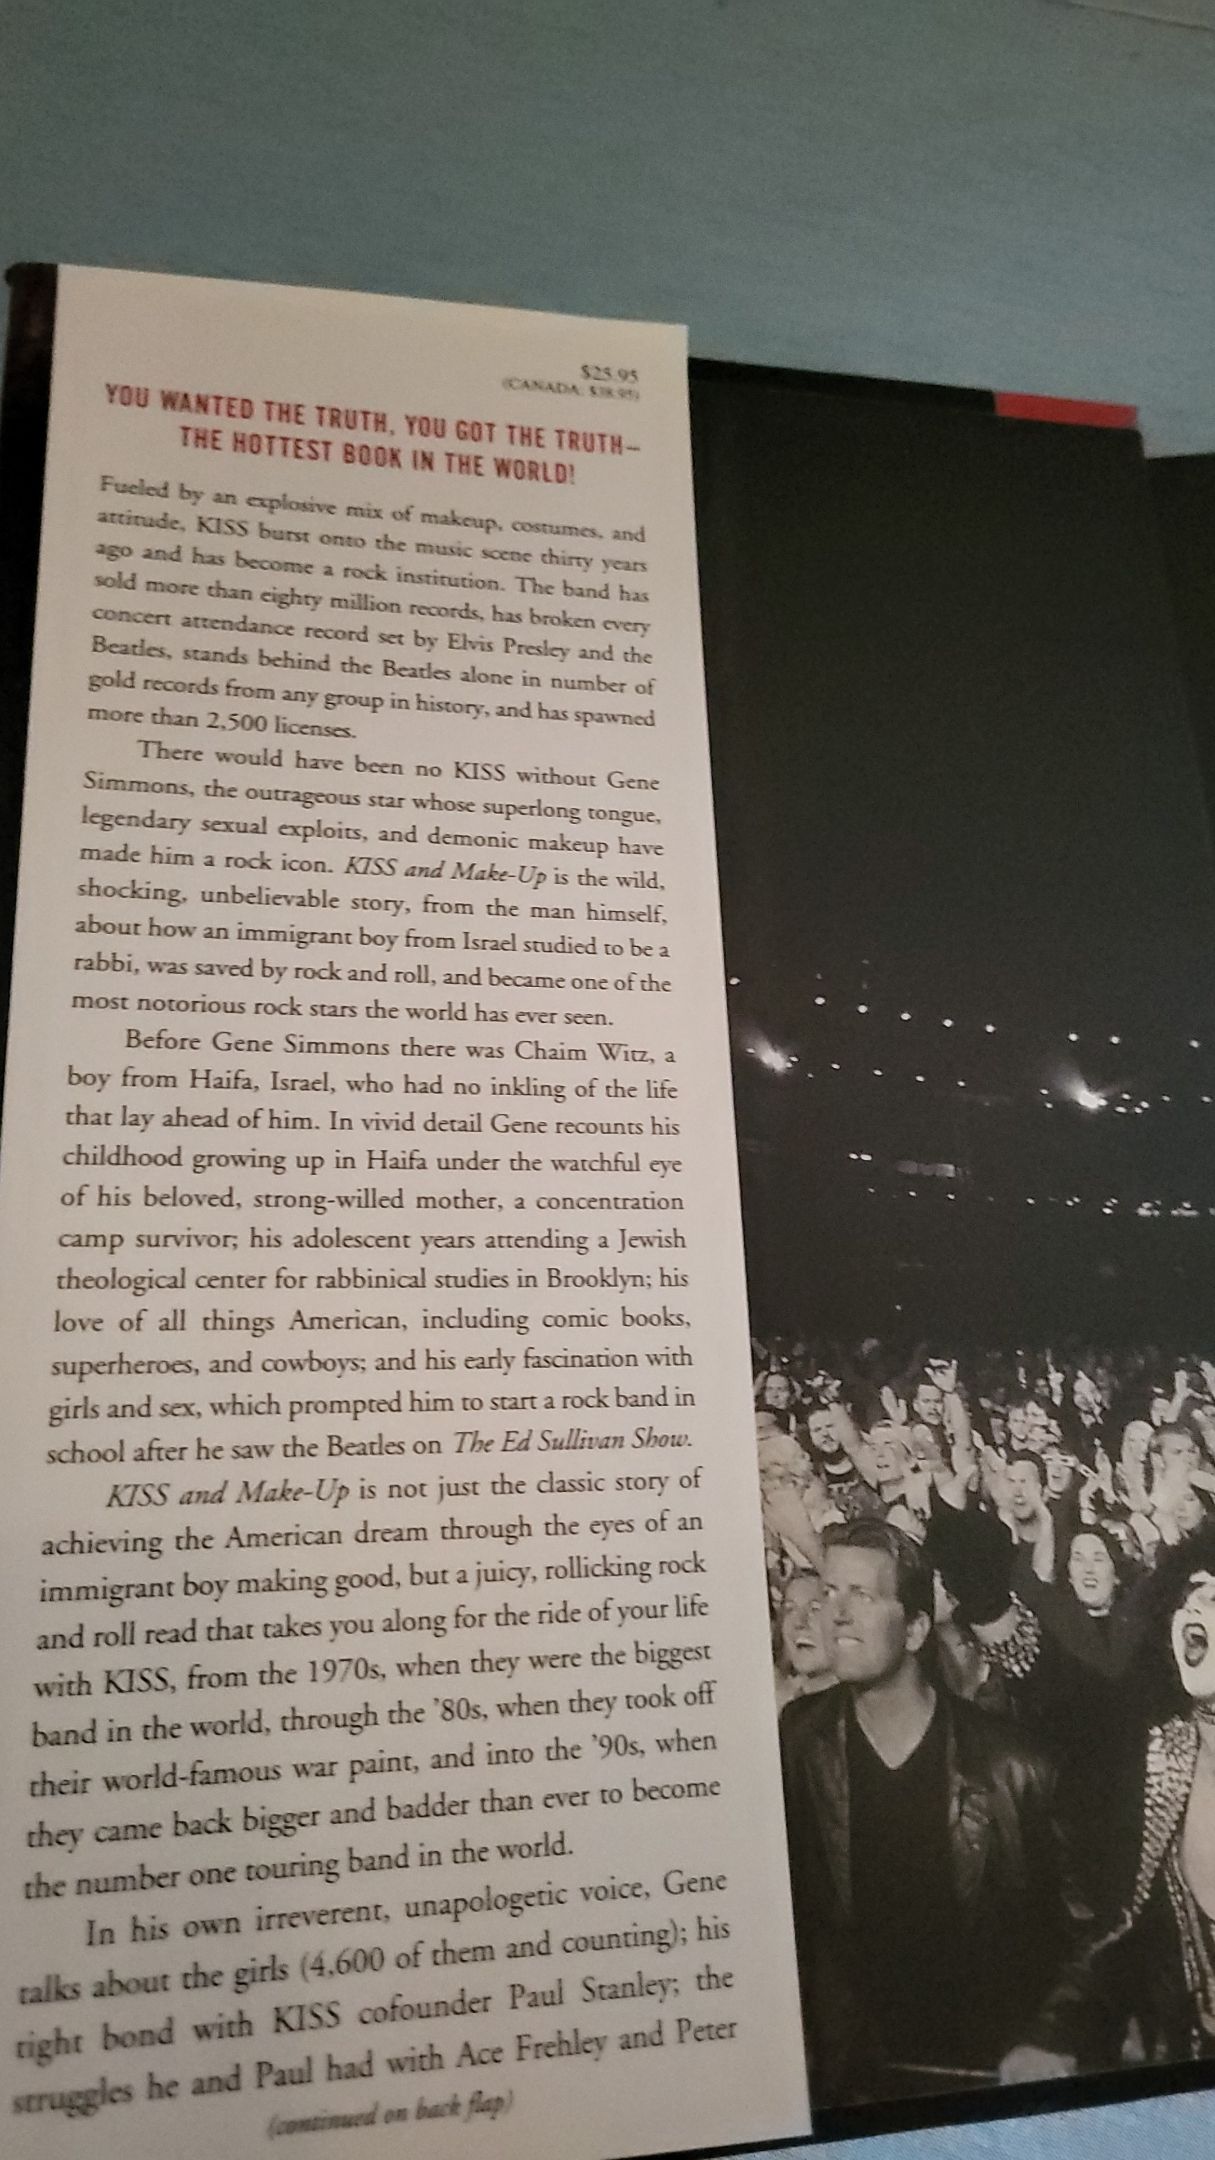 $25.95
(CANADA: $38.95)
YOU WANTED THE TRUTH, YOU GOT THE TRUTH—
THE HOTTEST BOOK IN THE WORLD!
Fueled by an explosive mix of makeup, costumes, and
attitude, KISS burst onto the music scene thirty years
ago and has become a rock institution. The band has
sold more than eighty million records, has broken every
concert attendance record set by Elvis Presley and the
Beatles, stands behind the Beatles alone in number of
gold records from any group in history, and has spawned
more than 2,500 licenses.
There would have been no KISS without Gene
Simmons, the outrageous star whose superlong tongue,
legendary sexual exploits, and demonic makeup have
made him a rock icon. KISS and Make-Up is the wild,
shocking, unbelievable story, from the man himself,
about how an immigrant boy from Israel studied to be a
rabbi, was saved by rock and roll, and became one of the
most notorious rock stars the world has ever seen.
Before Gene Simmons there was Chaim Witz, a
boy from Haifa, Israel, who had no inkling of the life
that lay ahead of him. In vivid detail Gene recounts his
childhood growing up in Haifa under the watchful eye
of his beloved, strong-willed mother, a concentration
camp survivor; his adolescent years attending a Jewish
theological center for rabbinical studies in Brooklyn; his
love of all things American, including comic books,
superheroes, and cowboys; and his early fascination with
girls and sex, which prompted him to start a rock band in
school after he saw the Beatles on The Ed Sullivan Show.
KISS and Make-Up is not just the classic story of
achieving the American dream through the eyes of an
immigrant boy making good, but a juicy, rollicking rock
and roll read that takes you along for the ride of your life
with KISS, from the 1970s, when they were the biggest
band in the world, through the '80s, when they took off
their world-famous war paint, and into the '90s, when
they came back bigger and badder than ever to become
the number one touring band in the world.
In his own irreverent, unapologetic voice, Gene
talks about the girls (4,600 of them and counting); his
tight bond with KISS cofounder Paul Stanley; the
struggles he and Paul had with Ace Frehley and Peter
(continued on back flap)